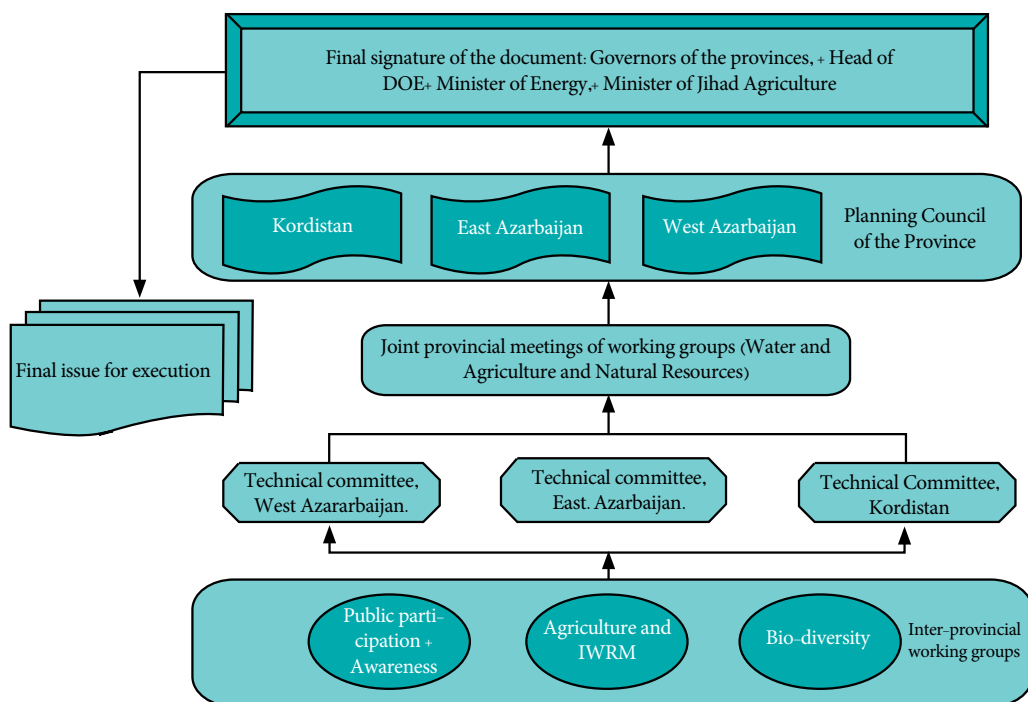 Final signature of the document: Governors of the provinces, + Head of
DOE+ Minister of Energy,+ Minister of Jihad Agriculture
Kordistan
East Azarbaijan
West Azarbaijan
Planning Council
of the Province
Final issue for execution
Joint provincial meetings of working groups (Water and
Agriculture and Natural Resources)
Technical committee,
West Azararbaijan.
Technical committee,
East. Azarbaijan.
Technical Committee,
Kordistan
Public parti-
cipation +
Awareness
Agriculture and
IWRM
Bio-diversity
Inter-provincial
working groups